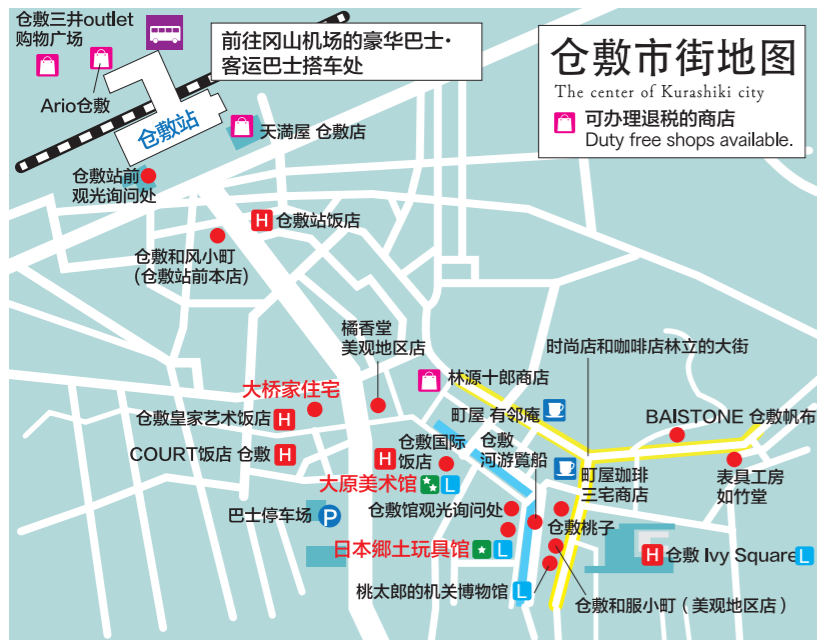 仓敷三井outlet
购物广场
Ario仓敷
前往冈山机场的豪华巴士·
客运巴士搭车处
仓敷市街地图
The center of Kurashiki city
可办理退税的商店
Duty free shops available.
仓敷站
天満屋 仓敷店
仓敷站前
观光询问处
H 仓敷站饭店
仓敷和风小町
(仓敷站前本店)
橘香堂
美观地区店
时尚店和咖啡店林立的大街
林源十郎商店
大桥家住宅
町屋 有邻庵
仓敷皇家艺术饭店 H
BAISTONE 仓敷帆布
COURT饭店 仓敷 H
H 仓敷国际
饭店
仓敷
河游覧船
町屋珈琲
三宅商店
表具工房
如竹堂
大原美术馆 L
巴士停车场 P
仓敷馆观光询问处
仓敷桃子
日本鄉土玩具馆 L
H 仓敷 Ivy Square L
桃太郎的机关博物馆 L
仓敷和服小町（美观地区店）